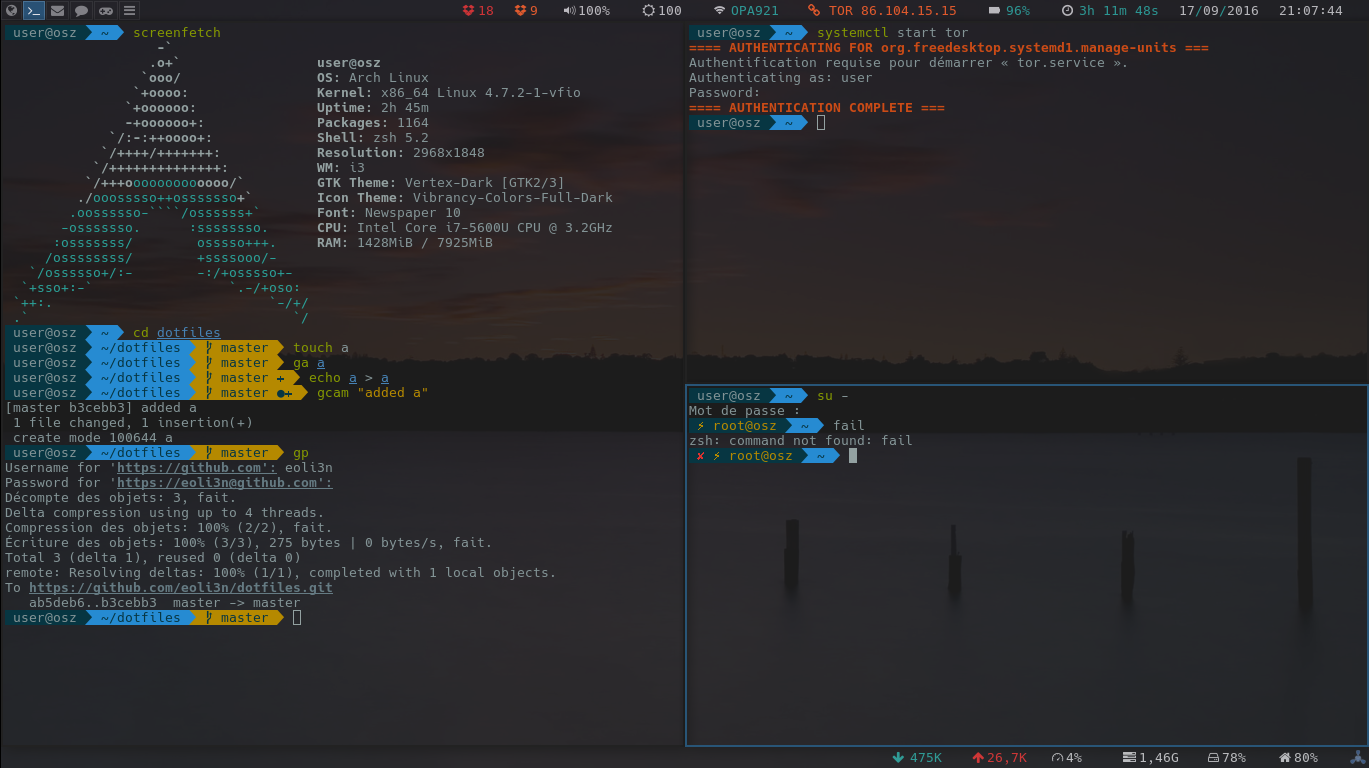 18 9 100% 100 OPA921 TOR 86.104.15.15 96% 3h 11m 48s 17/09/2016 21:07:44
user@osz ~ screenfetch
-`
.o+`
`ooo/
`+oooo:
`+oooooo:
-+oooooo+:
`/:-:++oooo+:
`/++++/+++++++:
`/++++++++++++++:
`/+++ooooooooooooo/`
./ooosssso++osssssso+`
.oossssso-````/ossssss+`
-osssssso. :ssssssso.
:osssssss/ osssso+++.
/ossssssss/ +ssssooo/-
`/ossssso+/:- -:/+osssso+-
`+sso+:-` `.-/+oso:
`++:. `-/+/
.` `/
user@osz
OS: Arch Linux
Kernel: x86_64 Linux 4.7.2-1-vfio
Uptime: 2h 45m
Packages: 1164
Shell: zsh 5.2
Resolution: 2968x1848
WM: i3
GTK Theme: Vertex-Dark [GTK2/3]
Icon Theme: Vibrancy-Colors-Full-Dark
Font: Newspaper 10
CPU: Intel Core i7-5600U CPU @ 3.2GHz
RAM: 1428MiB / 7925MiB
user@osz ~ cd dotfiles
user@osz ~/dotfiles master touch a
user@osz ~/dotfiles master ga a
user@osz ~/dotfiles master + echo a > a
user@osz ~/dotfiles master ●+ gcam "added a"
[master b3cebb3] added a
1 file changed, 1 insertion(+)
create mode 100644 a
user@osz ~/dotfiles master gp
Username for 'https://github.com': eoli3n
Password for 'https://eoli3n@github.com':
Décompte des objets: 3, fait.
Delta compression using up to 4 threads.
Compression des objets: 100% (2/2), fait.
Écriture des objets: 100% (3/3), 275 bytes | 0 bytes/s, fait.
Total 3 (delta 1), reused 0 (delta 0)
remote: Resolving deltas: 100% (1/1), completed with 1 local objects.
To https://github.com/eoli3n/dotfiles.git
ab5deb6..b3cebb3 master -> master
user@osz ~/dotfiles master
user@osz ~ systemctl start tor
==== AUTHENTICATING FOR org.freedesktop.systemd1.manage-units ===
Authentification requise pour démarrer « tor.service ».
Authenticating as: user
Password:
==== AUTHENTICATION COMPLETE ===
user@osz ~
user@osz ~ su -
Mot de passe :
⚡ root@osz ~ fail
zsh: command not found: fail
✘ ⚡ root@osz ~
475K 26,7K 4% 1,46G 78% 80%